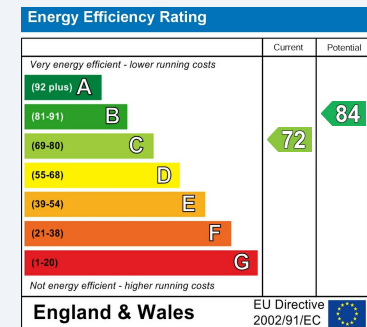 Energy Efficiency Rating
Current Potential
Very energy efficient - lower running costs
(92 plus) A
(81-91) B
84
(69-80) C
72
(55-68) D
(39-54) E
(21-38) F
(1-20) G
Not energy efficient - higher running costs
England & Wales
EU Directive
2002/91/EC